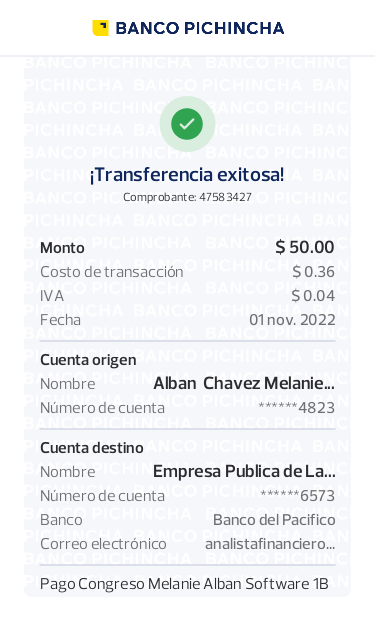 BANCO PICHINCHA
¡Transferencia exitosa!
Comprobante: 47583427
Monto $ 50.00
Costo de transacción $ 0.36
IVA $ 0.04
Fecha 01 nov. 2022
Cuenta origen
Nombre Alban Chavez Melanie...
Número de cuenta ******4823
Cuenta destino
Nombre Empresa Publica de La...
Número de cuenta ******6573
Banco Banco del Pacifico
Correo electrónico analistafinanciero...
Pago Congreso Melanie Alban Software 1B